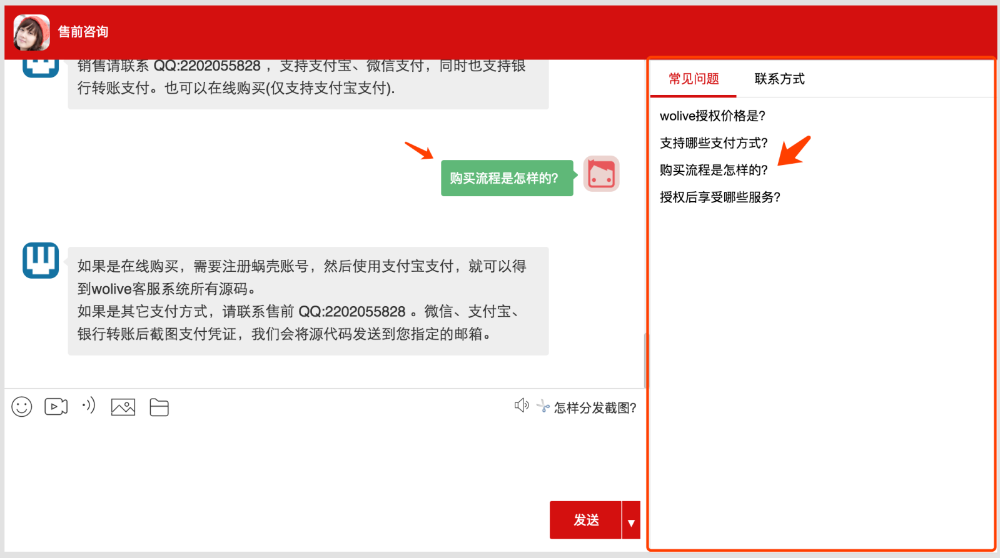 售前咨询
销售请联系 QQ:2202055828 ，支持支付宝、微信支付，同时也支持银
行转账支付。也可以在线购买(仅支持支付宝支付).
购买流程是怎样的?
如果是在线购买，需要注册蜗壳账号，然后使用支付宝支付，就可以得
到wolive客服系统所有源码。
如果是其它支付方式，请联系售前 QQ:2202055828 。微信、支付宝、
银行转账后截图支付凭证，我们会将源代码发送到您指定的邮箱。
怎样分发截图?
发送
常见问题
联系方式
wolive授权价格是?
支持哪些支付方式?
购买流程是怎样的?
授权后享受哪些服务?